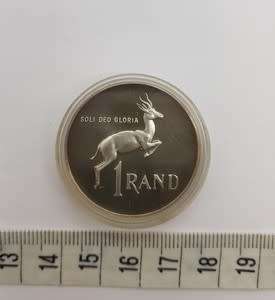 SOLI DEO GLORIA
1 RAND
13 14 15 16 17 18 19